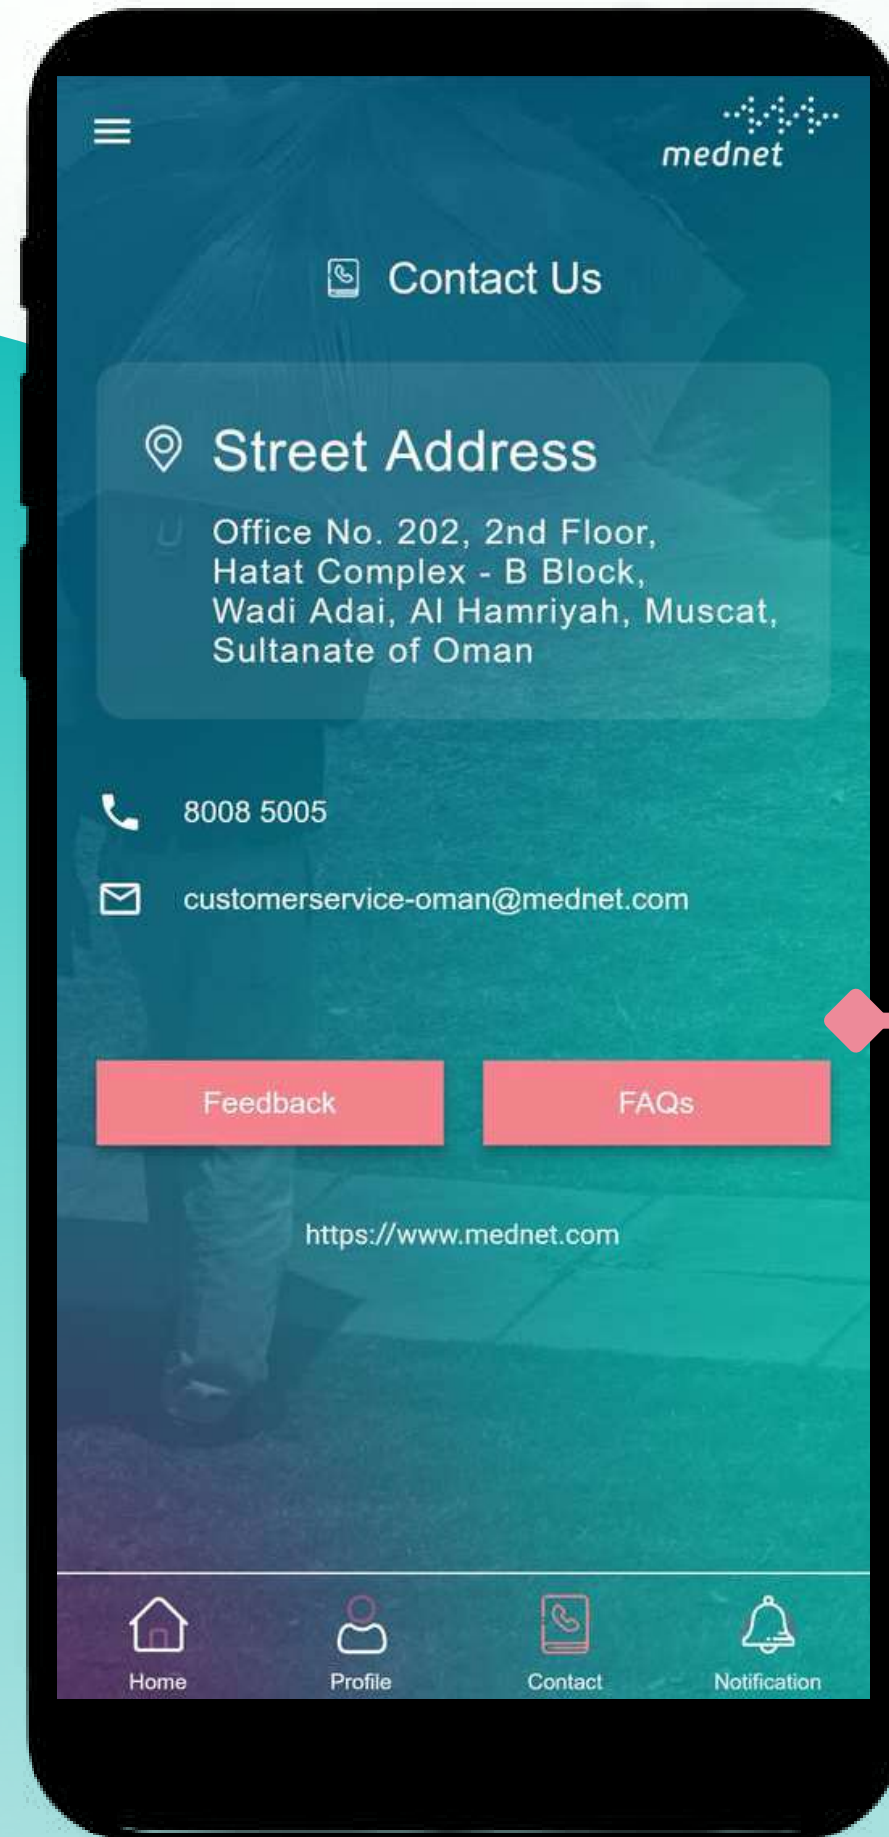 mednet
Contact Us
Street Address
Office No. 202, 2nd Floor,
Hatat Complex - B Block,
Wadi Adai, Al Hamriyah, Muscat,
Sultanate of Oman
8008 5005
customerservice-oman@mednet.com
Feedback
FAQs
https://www.mednet.com
Home
Profile
Contact
Notification